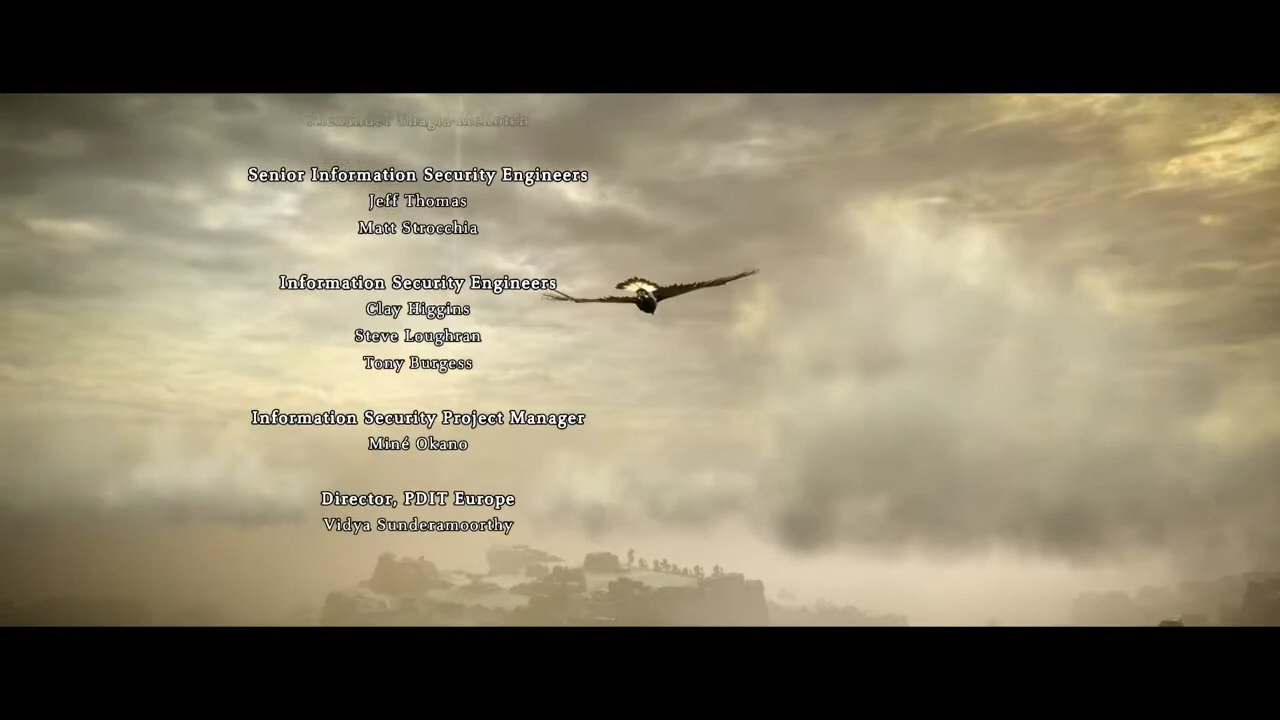 Senior Information Security Engineers
Jeff Thomas
Matt Strocchia
Information Security Engineers
Clay Higgins
Steve Loughran
Tony Burgess
Information Security Project Manager
Miné Okano
Director, PDIT Europe
Vidya Sunderamoorthy